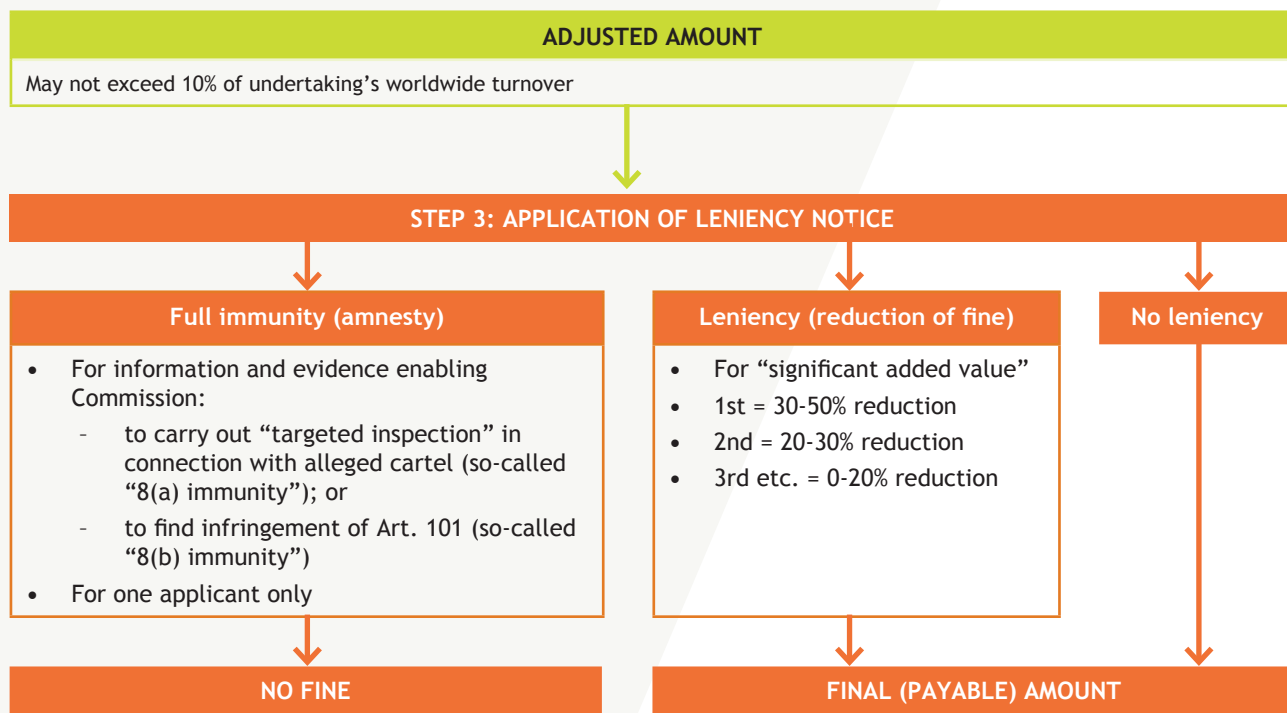 ADJUSTED AMOUNT
May not exceed 10% of undertaking’s worldwide turnover
STEP 3: APPLICATION OF LENIENCY NOTICE
Full immunity (amnesty)
• For information and evidence enabling
Commission:
- to carry out “targeted inspection” in
connection with alleged cartel (so-called
“8(a) immunity”); or
- to find infringement of Art. 101 (so-called
“8(b) immunity”)
• For one applicant only
Leniency (reduction of fine)
• For “significant added value”
• 1st = 30-50% reduction
• 2nd = 20-30% reduction
• 3rd etc. = 0-20% reduction
No leniency
NO FINE
FINAL (PAYABLE) AMOUNT